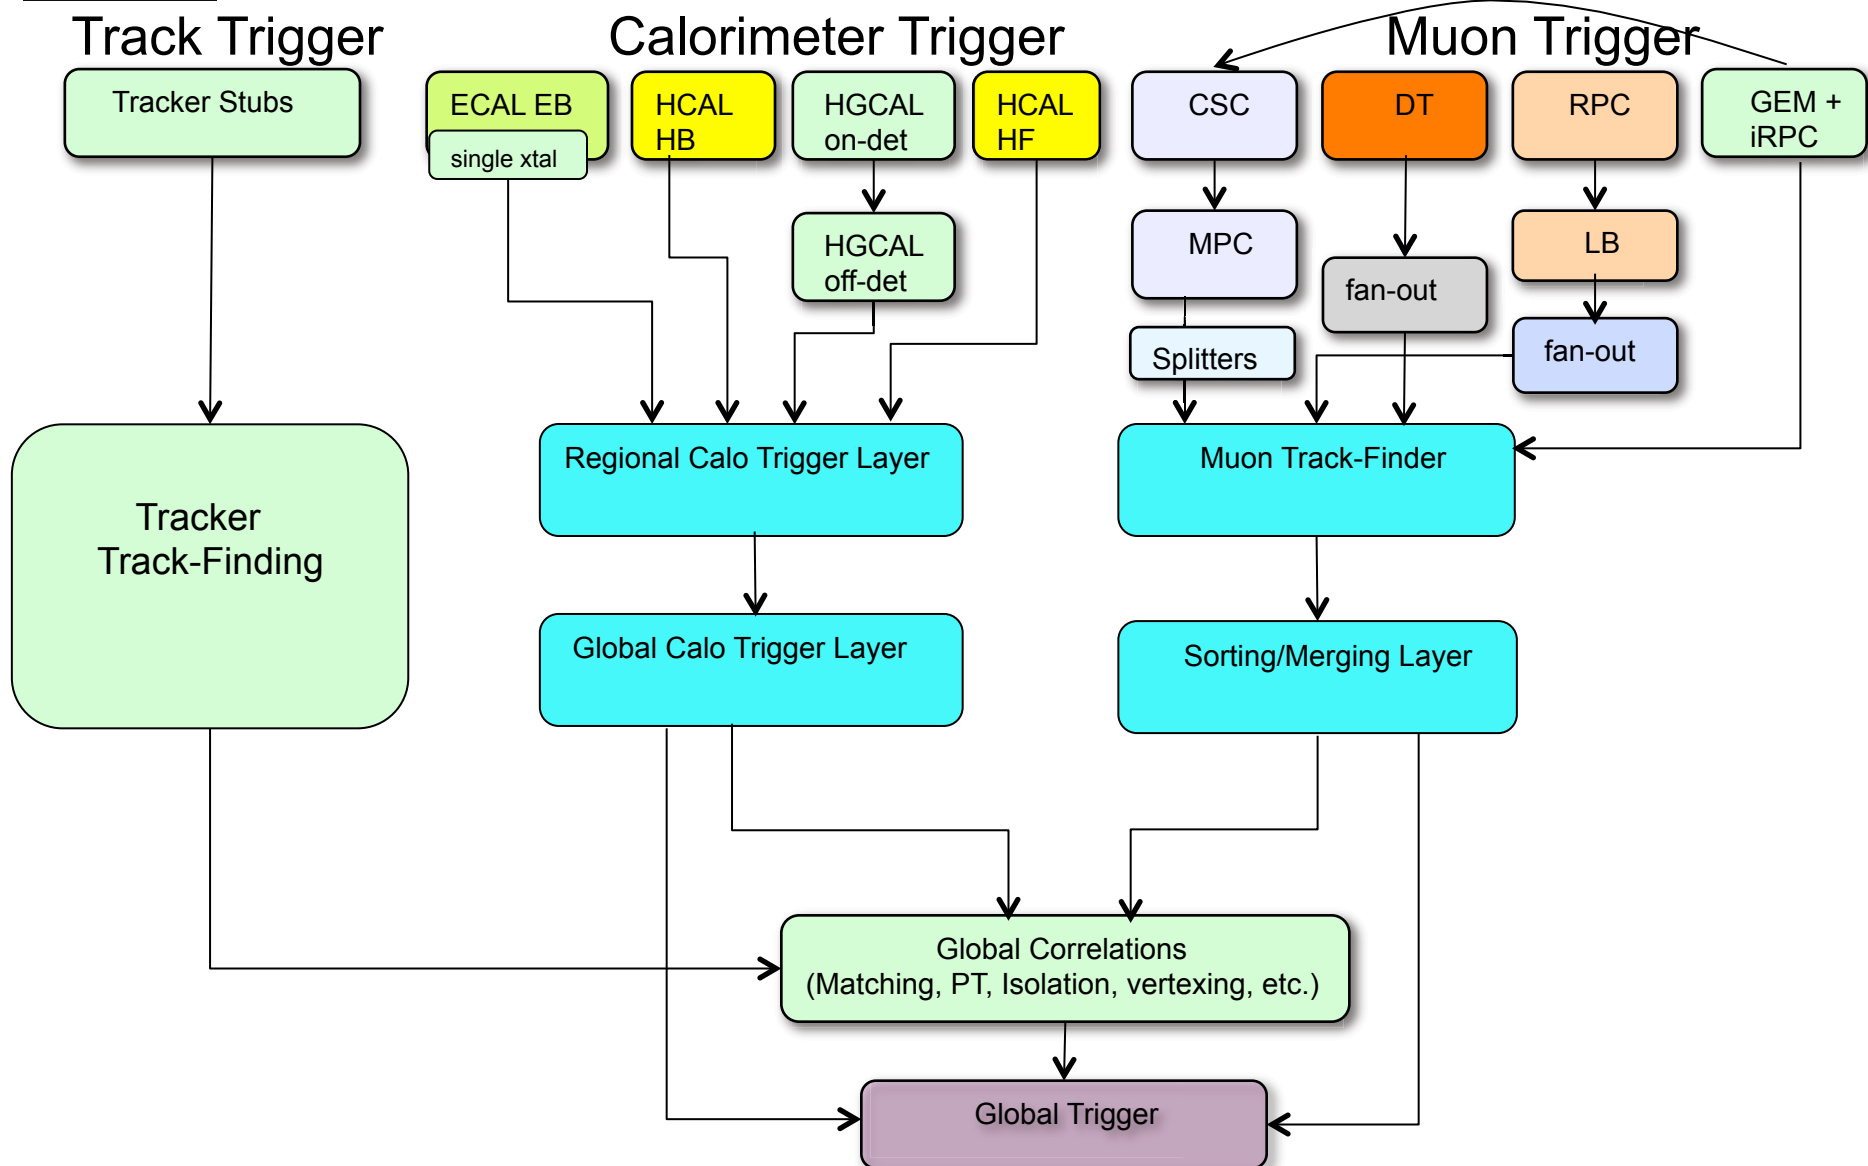 Track Trigger
Calorimeter Trigger
Muon Trigger
Tracker Stubs
ECAL EB
single xtal
HCAL
HB
HGCAL
on-det
HCAL
HF
CSC
DT
RPC
GEM +
iRPC
HGCAL
off-det
MPC
fan-out
LB
Splitters
fan-out
Tracker
Track-Finding
Regional Calo Trigger Layer
Muon Track-Finder
Global Calo Trigger Layer
Sorting/Merging Layer
Global Correlations
(Matching, PT, Isolation, vertexing, etc.)
Global Trigger